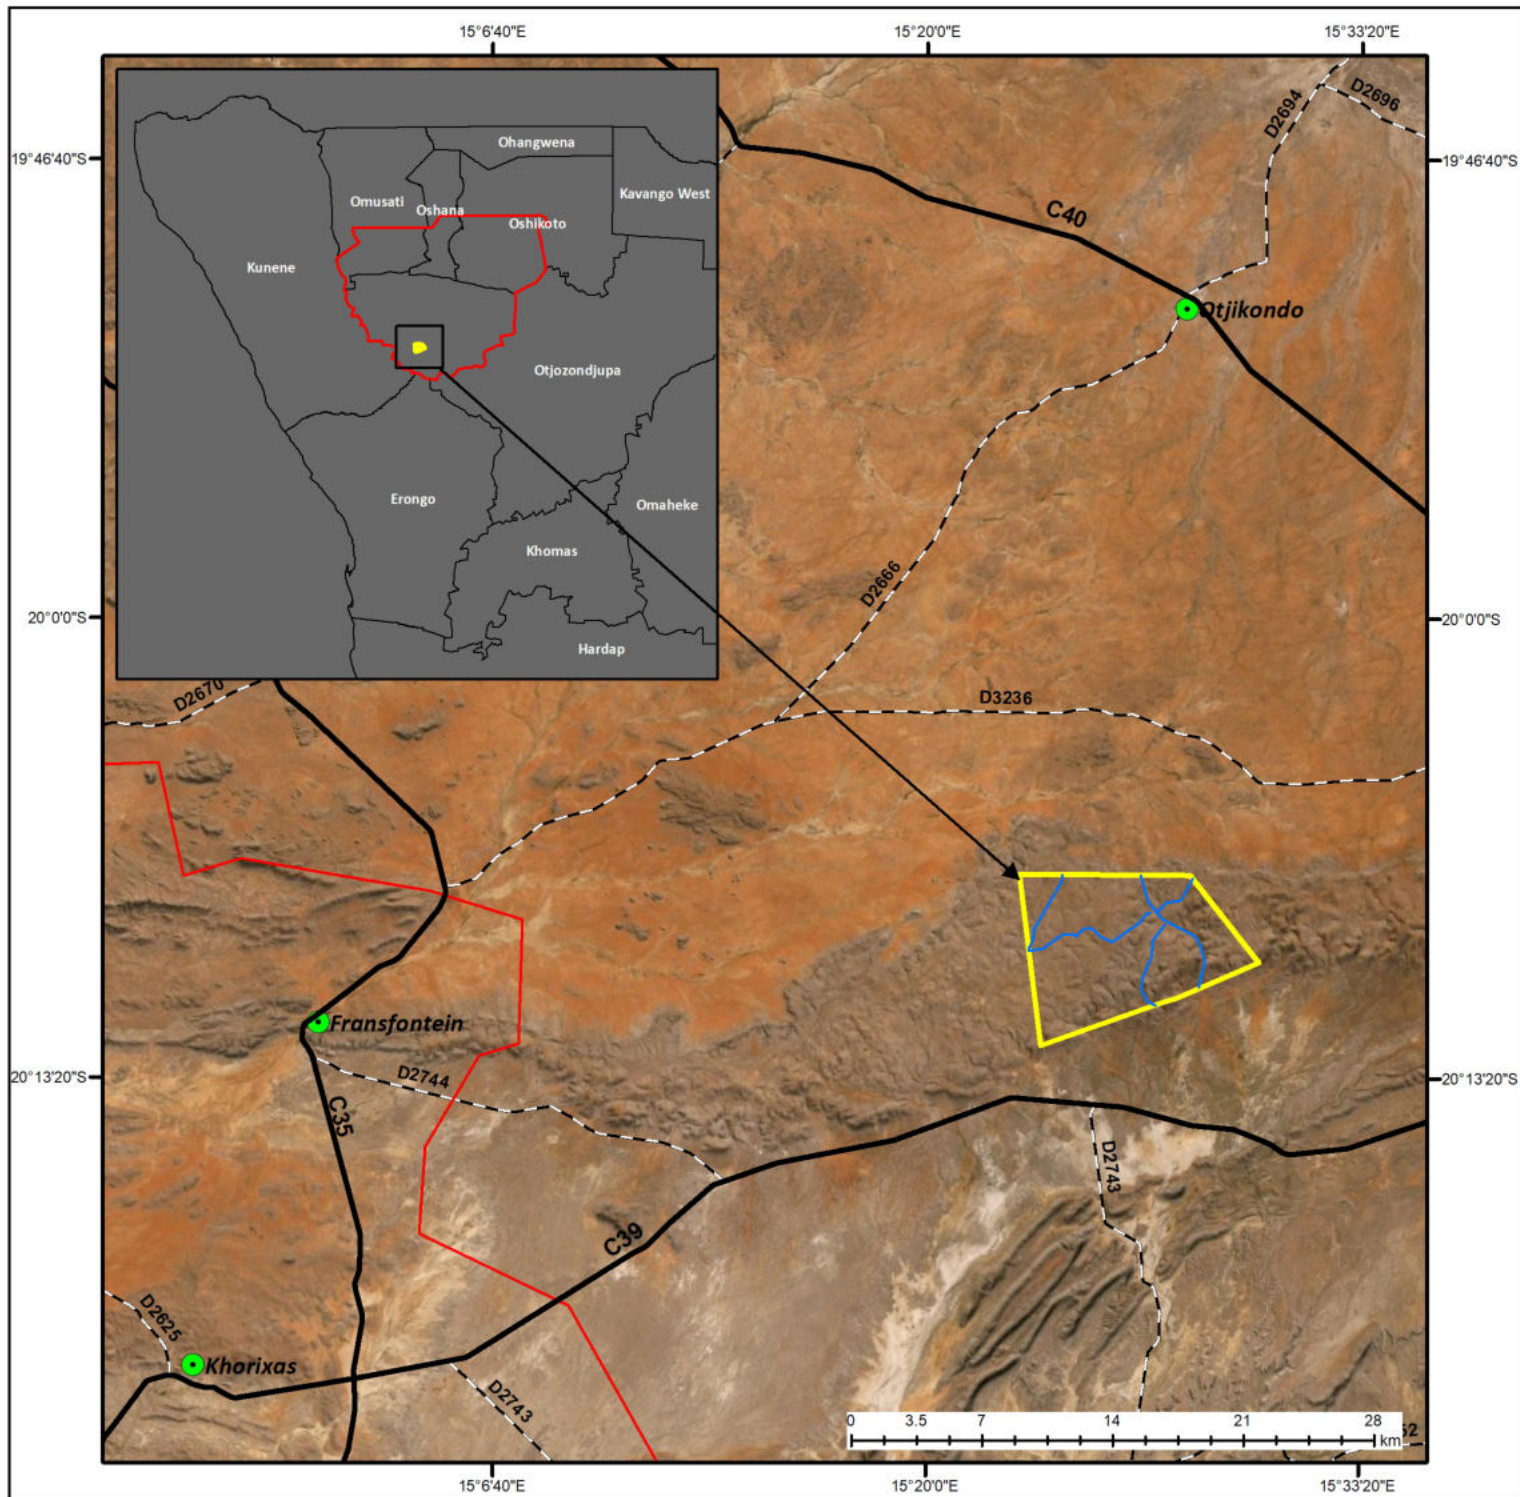 15°6'40"E
15°20'0"E
15°33'20"E
D2694
D2696
19°46'40"S
19°46'40"S
Ohangwena
Kavango West
Omusati
Oshana
Oshikoto
C40
Kunene
Otjikondo
Otjozondjupa
Erongo
Omaheke
Khomas
D2666
20°0'0"S
20°0'0"S
Hardap
D2670
D3236
Fransfontein
D2744
20°13'20"S
20°13'20"S
C35
D2743
C39
D2625
Khorixas
D2743
0 3.5 7 14 21 28
km
15°6'40"E
15°20'0"E
15°33'20"E